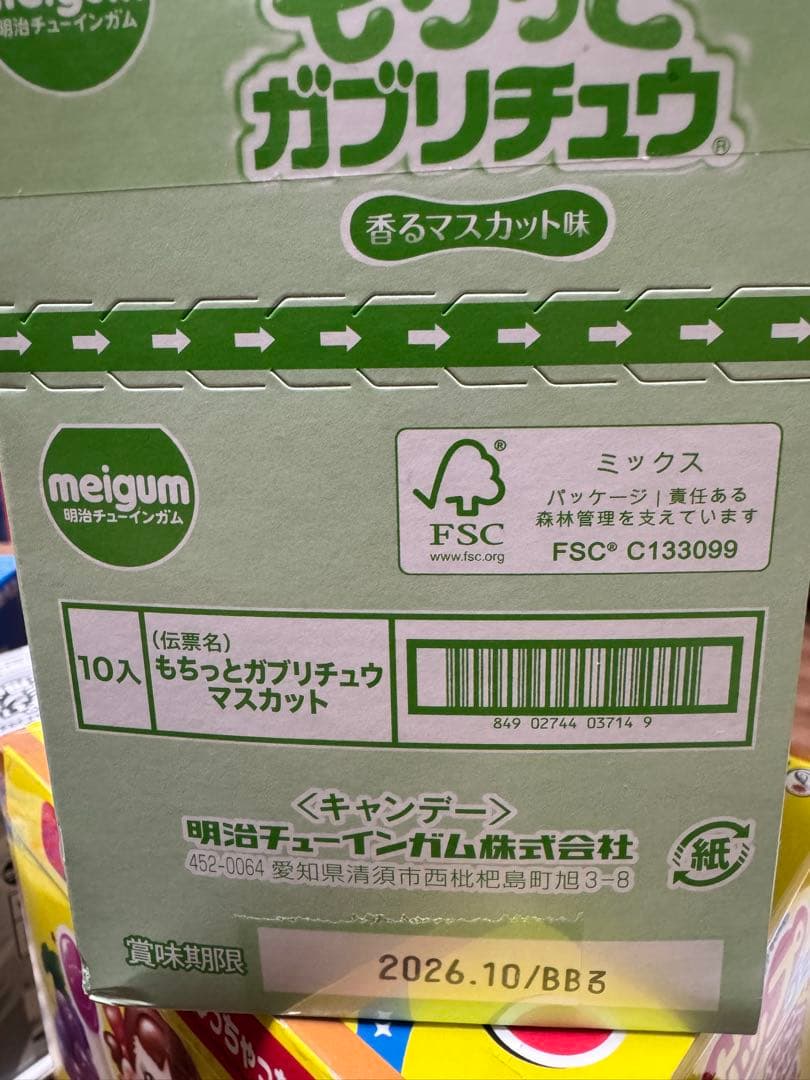 meigum
明治チューインガム
もちっと
ガブリチュウ®
香るマスカット味
meigum
明治チューインガム
®
FSC
www.fsc.org
ミックス
パッケージ | 責任ある
森林管理を支えています
FSC® C133099
10入
(伝票名)
もちっとガブリチュウ
マスカット
849 02744 03714 9
〈キャンデー〉
明治チューインガム株式会社
452-0064 愛知県清須市西枇杷島町旭3-8
紙
賞味期限
2026.10/BB3